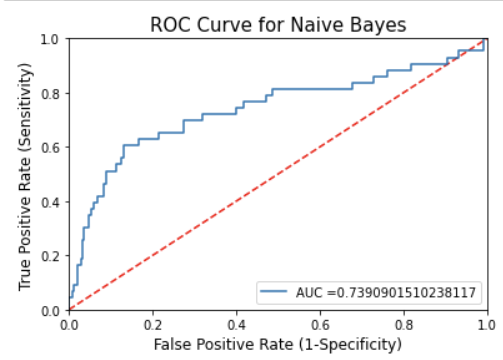 ROC Curve for Naive Bayes
True Positive Rate (Sensitivity)
1.0
0.8
0.6
0.4
0.2
0.0
AUC =0.7390901510238117
0.0 0.2 0.4 0.6 0.8 1.0
False Positive Rate (1-Specificity)